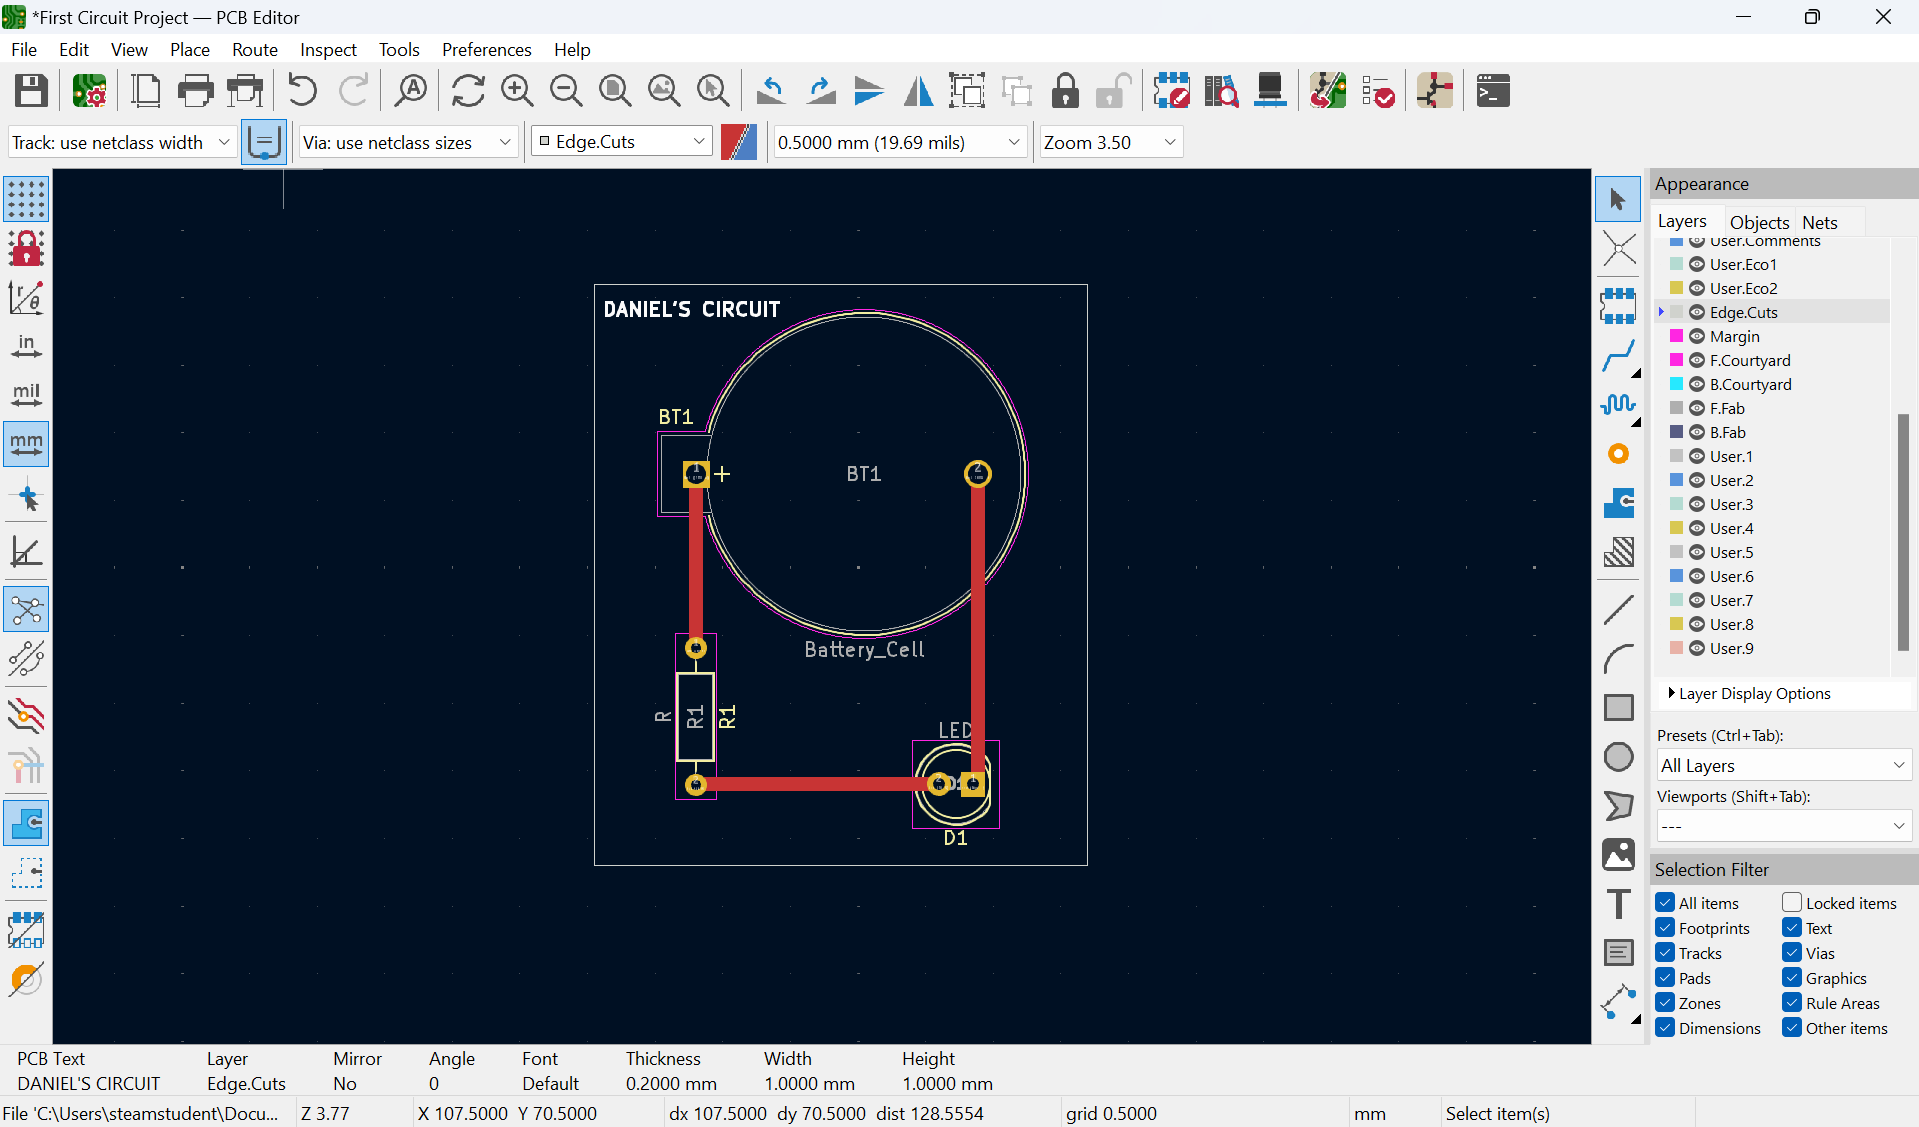 *First Circuit Project — PCB Editor
File Edit View Place Route Inspect Tools Preferences Help
Track: use netclass width Via: use netclass sizes Edge.Cuts 0.5000 mm (19.69 mils) Zoom 3.50
in
mil
mm
DANIEL'S CIRCUIT
BT1
1 + BT1 2
Battery_Cell
R R1 R1
LED
2 D1 1
D1
Appearance
Layers Objects Nets
User.Comments
User.Eco1
User.Eco2
Edge.Cuts
Margin
F.Courtyard
B.Courtyard
F.Fab
B.Fab
User.1
User.2
User.3
User.4
User.5
User.6
User.7
User.8
User.9
Layer Display Options
Presets (Ctrl+Tab):
All Layers
Viewports (Shift+Tab):
---
Selection Filter
All items Locked items
Footprints Text
Tracks Vias
Pads Graphics
Zones Rule Areas
Dimensions Other items
PCB Text Layer Mirror Angle Font Thickness Width Height
DANIEL'S CIRCUIT Edge.Cuts No 0 Default 0.2000 mm 1.0000 mm 1.0000 mm
File 'C:\Users\steamstudent\Docu... Z 3.77 X 107.5000 Y 70.5000 dx 107.5000 dy 70.5000 dist 128.5554 grid 0.5000 mm Select item(s)